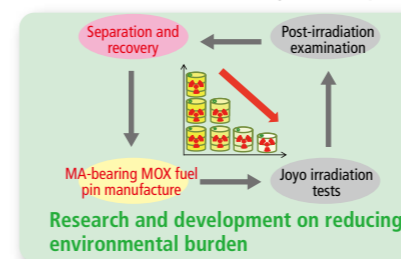 Separation and
recovery
Post-irradiation
examination
MA-bearing MOX fuel
pin manufacture
Joyo irradiation
tests
Research and development on reducing
environmental burden